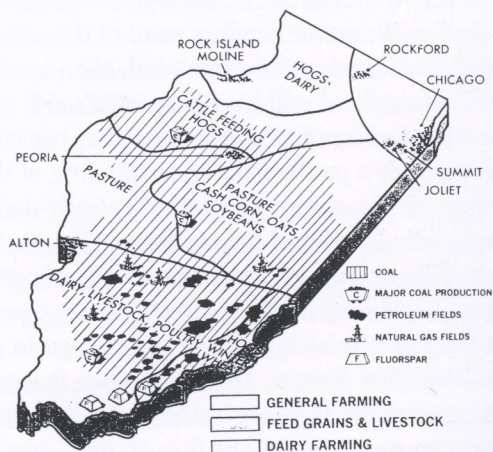 ROCK ISLAND
MOLINE
ROCKFORD
HOGS-
DAIRY
CHICAGO
CATTLE FEEDING
HOGS
PEORIA
PASTURE
SUMMIT
JOLIET
PASTURE
CASH CORN, OATS,
SOYBEANS
ALTON
COAL
C MAJOR COAL PRODUCTION
PETROLEUM FIELDS
NATURAL GAS FIELDS
F FLUORSPAR
DAIRY, LIVESTOCK, POULTRY, WIN
GENERAL FARMING
FEED GRAINS & LIVESTOCK
DAIRY FARMING